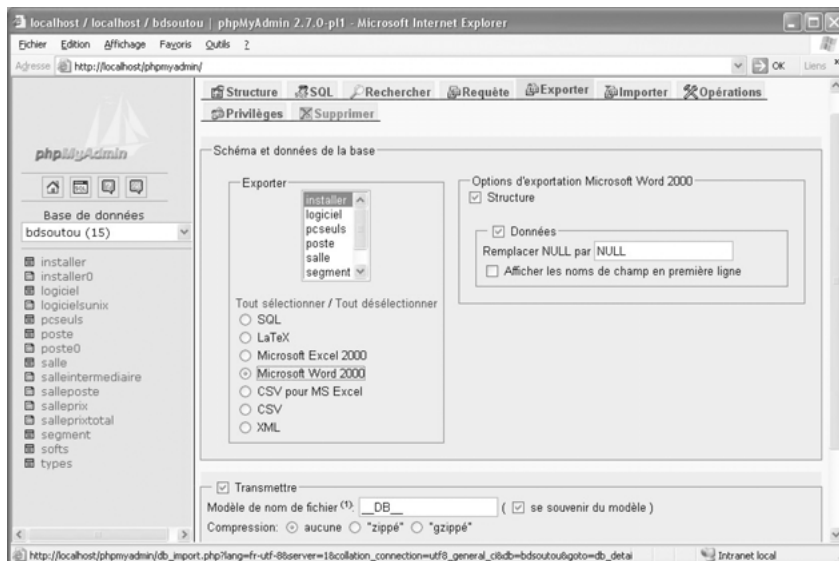 localhost / localhost / bdsoutou | phpMyAdmin 2.7.0-pl1 - Microsoft Internet Explorer
Fichier Edition Affichage Favoris Outils ?
Adresse http://localhost/phpmyadmin/ OK Liens »
Structure SQL Rechercher Requête Exporter Importer Opérations
Privilèges Supprimer
phpMyAdmin
Base de données
bdsoutou (15)
installer
installer0
logiciel
logicielsunix
pcseuls
poste
poste0
salle
salleintermediaire
salleposte
salleprix
salleprixtotal
segment
softs
types
Schéma et données de la base
Exporter
installer
logiciel
pcseuls
poste
salle
segment
Tout sélectionner / Tout désélectionner
SQL
LaTeX
Microsoft Excel 2000
Microsoft Word 2000
CSV pour MS Excel
CSV
XML
Options d'exportation Microsoft Word 2000
Structure
Données
Remplacer NULL par NULL
Afficher les noms de champ en première ligne
Transmettre
Modèle de nom de fichier (1): __DB__ ( se souvenir du modèle )
Compression: aucune "zippé" "gzippé"
http://localhost/phpmyadmin/db_import.php?lang=fr-utf-8&server=1&collation_connection=utf8_general_ci&db=bdsoutou&goto=db_detai Intranet local